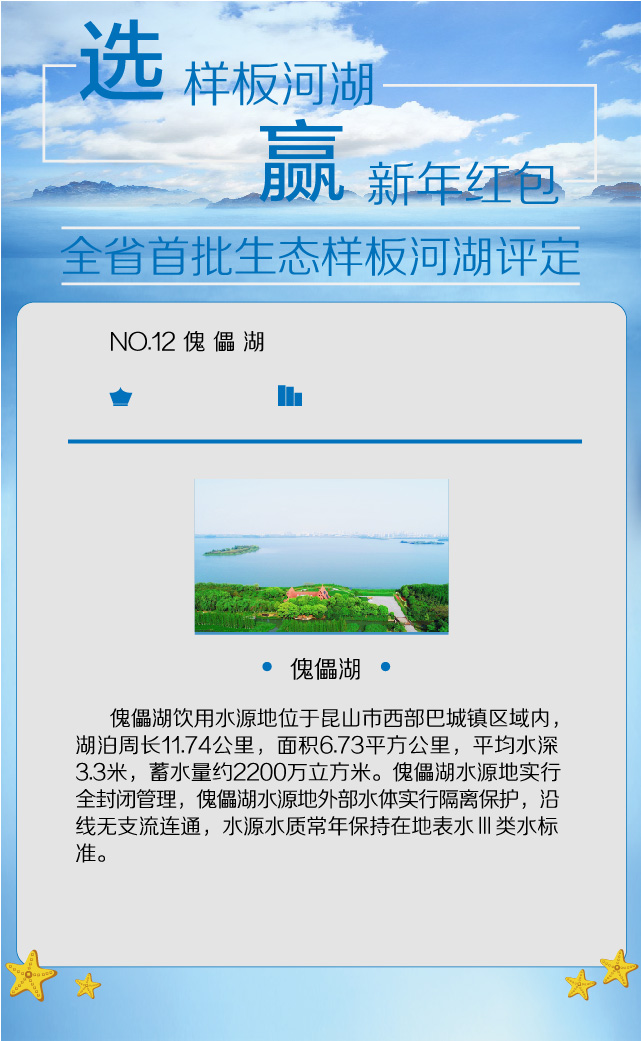 选 样板河湖
赢 新年红包
全省首批生态样板河湖评定
NO.12 傀 儡 湖
• 傀儡湖 •
傀儡湖饮用水源地位于昆山市西部巴城镇区域内，
湖泊周长11.74公里，面积6.73平方公里，平均水深
3.3米，蓄水量约2200万立方米。傀儡湖水源地实行
全封闭管理，傀儡湖水源地外部水体实行隔离保护，沿
线无支流连通，水源水质常年保持在地表水Ⅲ类水标
准。